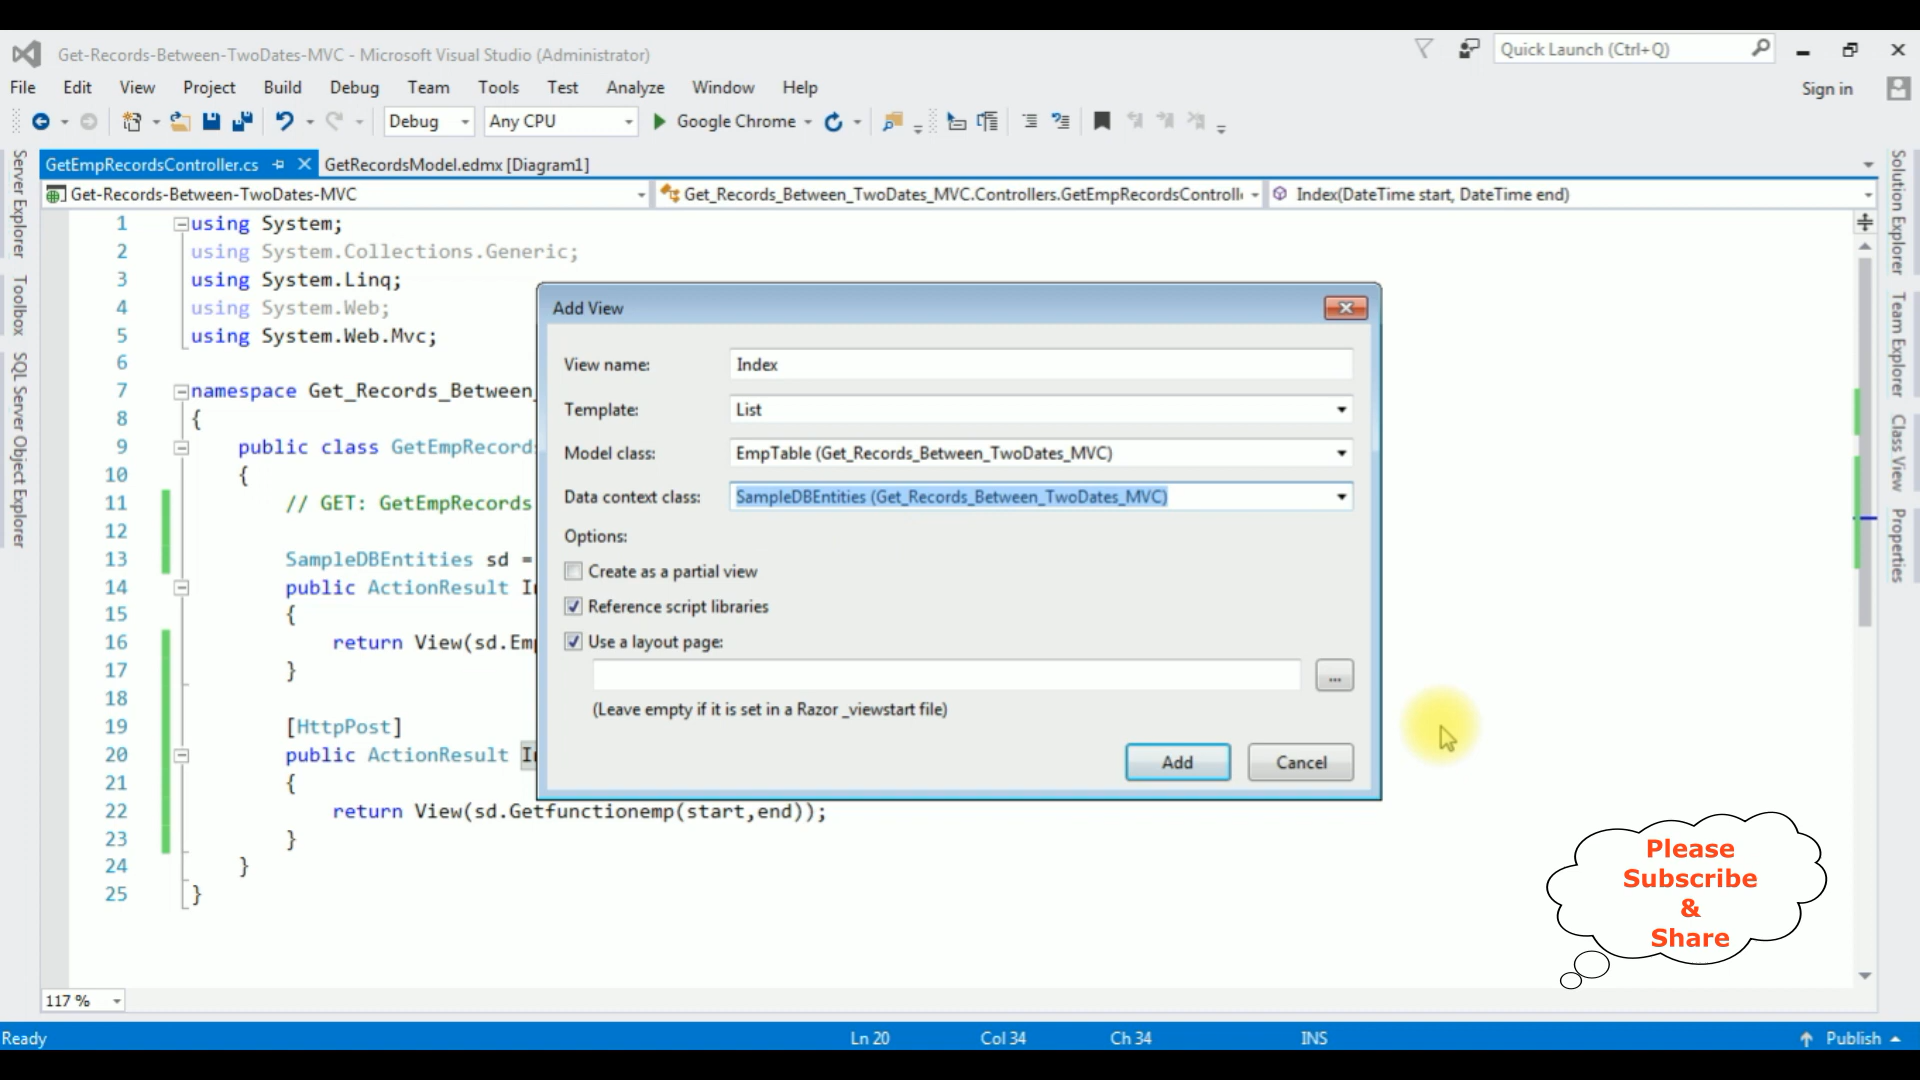 Get-Records-Between-TwoDates-MVC - Microsoft Visual Studio (Administrator)
Quick Launch (Ctrl+Q)
File Edit View Project Build Debug Team Tools Test Analyze Window Help
Sign in
Debug Any CPU Google Chrome
GetEmpRecordsController.cs GetRecordsModel.edmx [Diagram1]
Get-Records-Between-TwoDates-MVC Get_Records_Between_TwoDates_MVC.Controllers.GetEmpRecordsControll Index(DateTime start, DateTime end)
Server Explorer
Toolbox
SQL Server Object Explorer
1 using System;
2 using System.Collections.Generic;
3 using System.Linq;
4 using System.Web;
5 using System.Web.Mvc;
6
7 namespace Get_Records_Between_
8 {
9 public class GetEmpRecords
10 {
11 // GET: GetEmpRecords
12
13 SampleDBEntities sd =
14 public ActionResult In
15 {
16 return View(sd.Emp
17 }
18
19 [HttpPost]
20 public ActionResult In
21 {
22 return View(sd.Getfunctionemp(start,end));
23 }
24 }
25 }
Add View
View name: Index
Template: List
Model class: EmpTable (Get_Records_Between_TwoDates_MVC)
Data context class: SampleDBEntities (Get_Records_Between_TwoDates_MVC)
Options:
Create as a partial view
Reference script libraries
Use a layout page:
...
(Leave empty if it is set in a Razor _viewstart file)
Add Cancel
Solution Explorer
Team Explorer
Class View
Properties
Please
Subscribe
&
Share
117 %
Ready Ln 20 Col 34 Ch 34 INS Publish